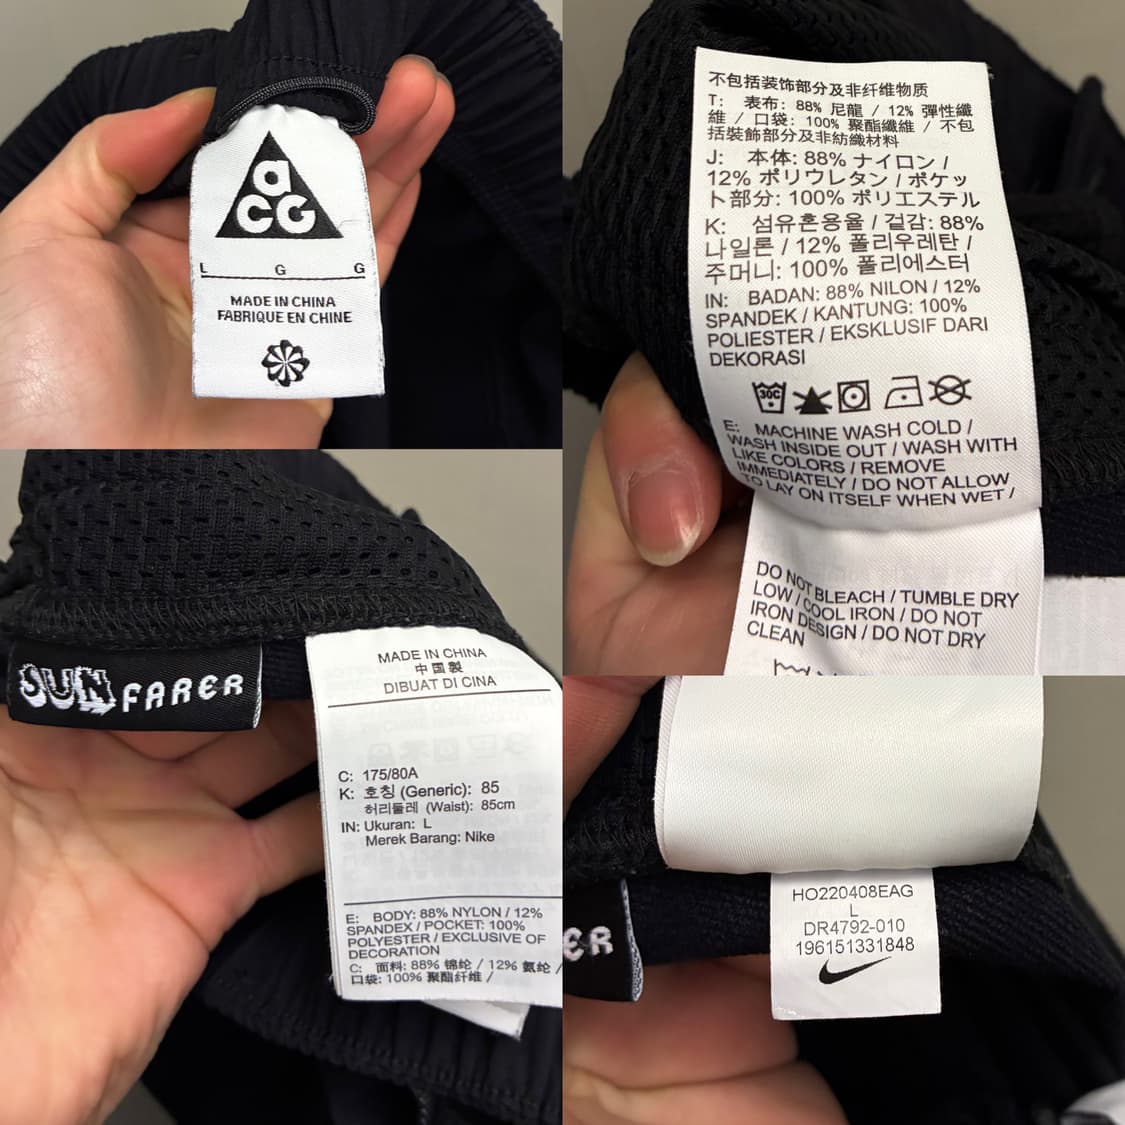 aCG
L G G
MADE IN CHINA
FABRIQUE EN CHINE
不包括装饰部分及非纤维物质
T: 表布: 88% 尼龍 / 12% 彈性纖
維 / 口袋: 100% 聚酯纖維 / 不包
括裝飾部分及非紡織材料
J: 本体: 88% ナイロン /
12% ポリウレタン / ポケッ
ト部分: 100% ポリエステル
K: 섬유혼용율 / 겉감: 88%
나일론 / 12% 폴리우레탄 /
주머니: 100% 폴리에스터
IN: BADAN: 88% NILON / 12%
SPANDEK / KANTUNG: 100%
POLIESTER / EKSKLUSIF DARI
DEKORASI
30C
E: MACHINE WASH COLD /
WASH INSIDE OUT / WASH WITH
LIKE COLORS / REMOVE
IMMEDIATELY / DO NOT ALLOW
TO LAY ON ITSELF WHEN WET /
DO NOT BLEACH / TUMBLE DRY
LOW / COOL IRON / DO NOT
IRON DESIGN / DO NOT DRY
CLEAN
SUN FARER
MADE IN CHINA
中国製
DIBUAT DI CINA
C: 175/80A
K: 호칭 (Generic): 85
허리둘레 (Waist): 85cm
IN: Ukuran: L
Merek Barang: Nike
E: BODY: 88% NYLON / 12%
SPANDEX / POCKET: 100%
POLYESTER / EXCLUSIVE OF
DECORATION
C: 面料: 88% 锦纶 / 12% 氨纶 /
口袋: 100% 聚酯纤维 /
ER
HO220408EAG
L
DR4792-010
196151331848